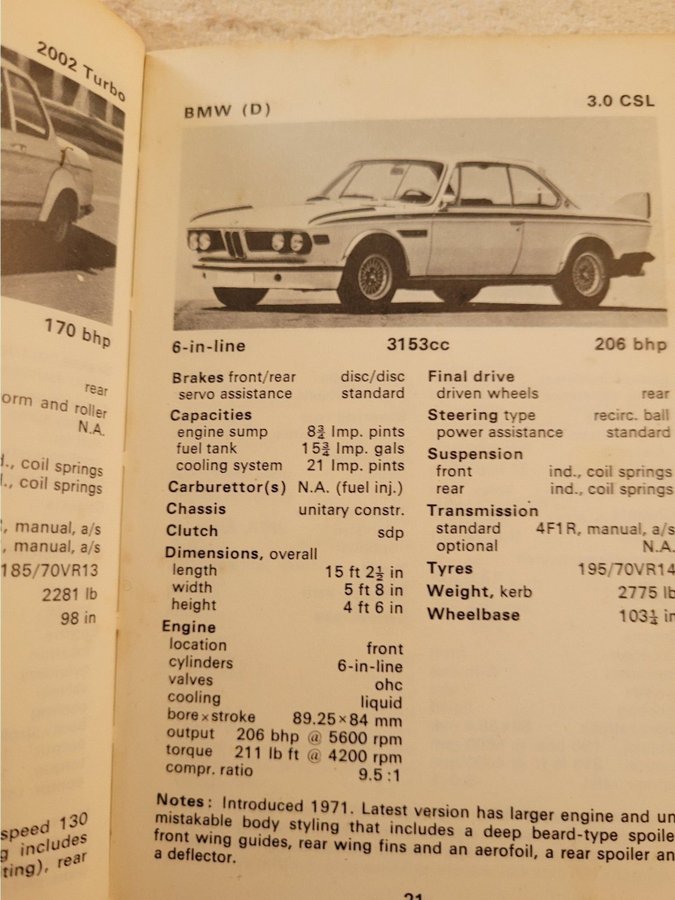 2002 Turbo
170 bhp
rear
orm and roller
N.A.
d., coil springs
l., coil springs
, manual, a/s
, manual, a/s
185/70VR13
2281 lb
98 in
speed 130
g includes
ting), rear
BMW (D) 3.0 CSL
6-in-line 3153cc 206 bhp
Brakes front/rear disc/disc
servo assistance standard
Capacities
engine sump 8¾ Imp. pints
fuel tank 15¾ Imp. gals
cooling system 21 Imp. pints
Carburettor(s) N.A. (fuel inj.)
Chassis unitary constr.
Clutch sdp
Dimensions, overall
length 15 ft 2½ in
width 5 ft 8 in
height 4 ft 6 in
Engine
location front
cylinders 6-in-line
valves ohc
cooling liquid
bore×stroke 89.25×84 mm
output 206 bhp @ 5600 rpm
torque 211 lb ft @ 4200 rpm
compr. ratio 9.5:1
Final drive
driven wheels rear
Steering type recirc. ball
power assistance standard
Suspension
front ind., coil springs
rear ind., coil springs
Transmission
standard 4F1R, manual, a/s
optional N.A.
Tyres 195/70VR14
Weight, kerb 2775 lb
Wheelbase 103¼ in
Notes: Introduced 1971. Latest version has larger engine and un
mistakable body styling that includes a deep beard-type spoile
front wing guides, rear wing fins and an aerofoil, a rear spoiler an
a deflector.
21